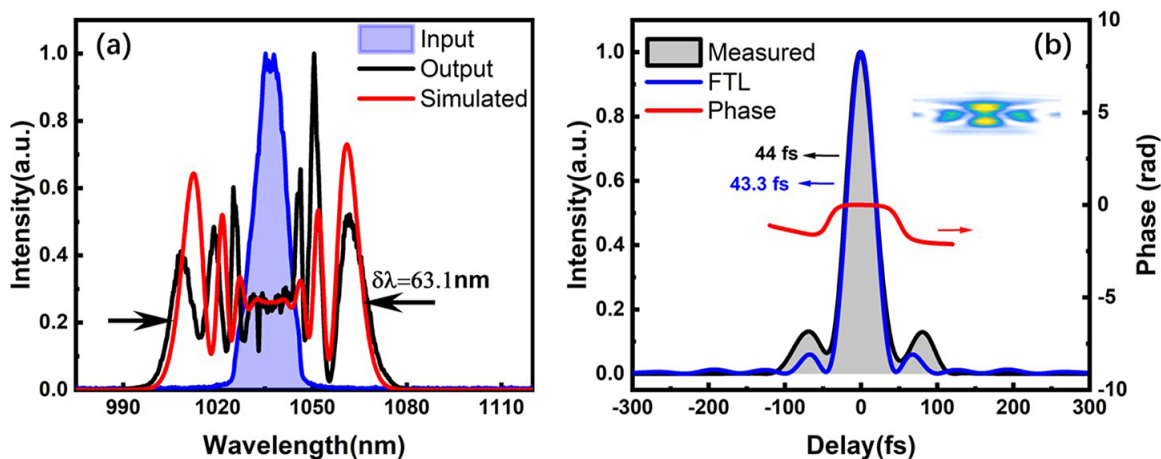 (a)
Input
Output
Simulated
δλ=63.1nm
Intensity(a.u.)
1.0
0.8
0.6
0.4
0.2
0.0
990 1020 1050 1080 1110
Wavelength(nm)
(b)
Measured
FTL
Phase
44 fs
43.3 fs
Intensity(a.u.)
1.0
0.8
0.6
0.4
0.2
0.0
10
5
0
-5
-10
Phase (rad)
-300 -200 -100 0 100 200 300
Delay(fs)